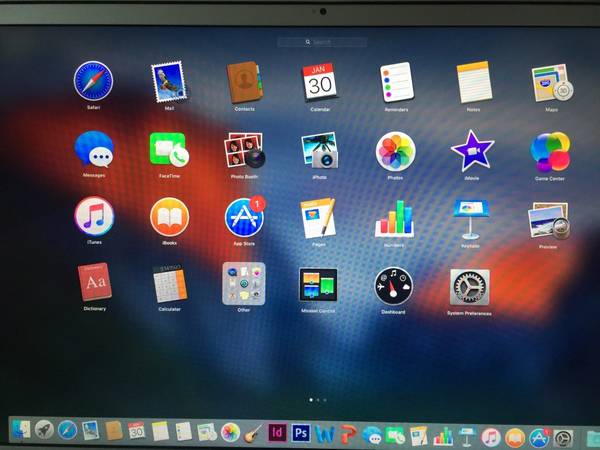 Search
Safari
Mail
Contacts
JAN
30
Calendar
Reminders
Notes
Maps
Messages
FaceTime
Photo Booth
iPhoto
Photos
iMovie
Game Center
iTunes
iBooks
1
App Store
Pages
Numbers
Keynote
Preview
Aa
Dictionary
Calculator
Other
Mission Control
Dashboard
System Preferences
30
Id
Ps
W
P
1